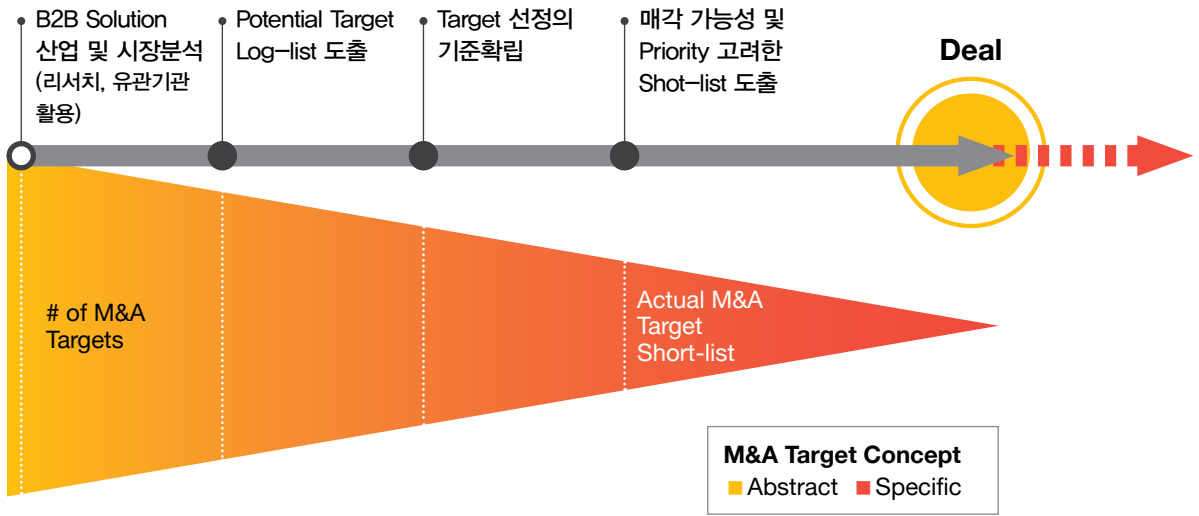 B2B Solution
산업 및 시장분석
(리서치, 유관기관
활용)
Potential Target
Log-list 도출
Target 선정의
기준확립
매각 가능성 및
Priority 고려한
Shot-list 도출
Deal
# of M&A
Targets
Actual M&A
Target
Short-list
M&A Target Concept
Abstract Specific